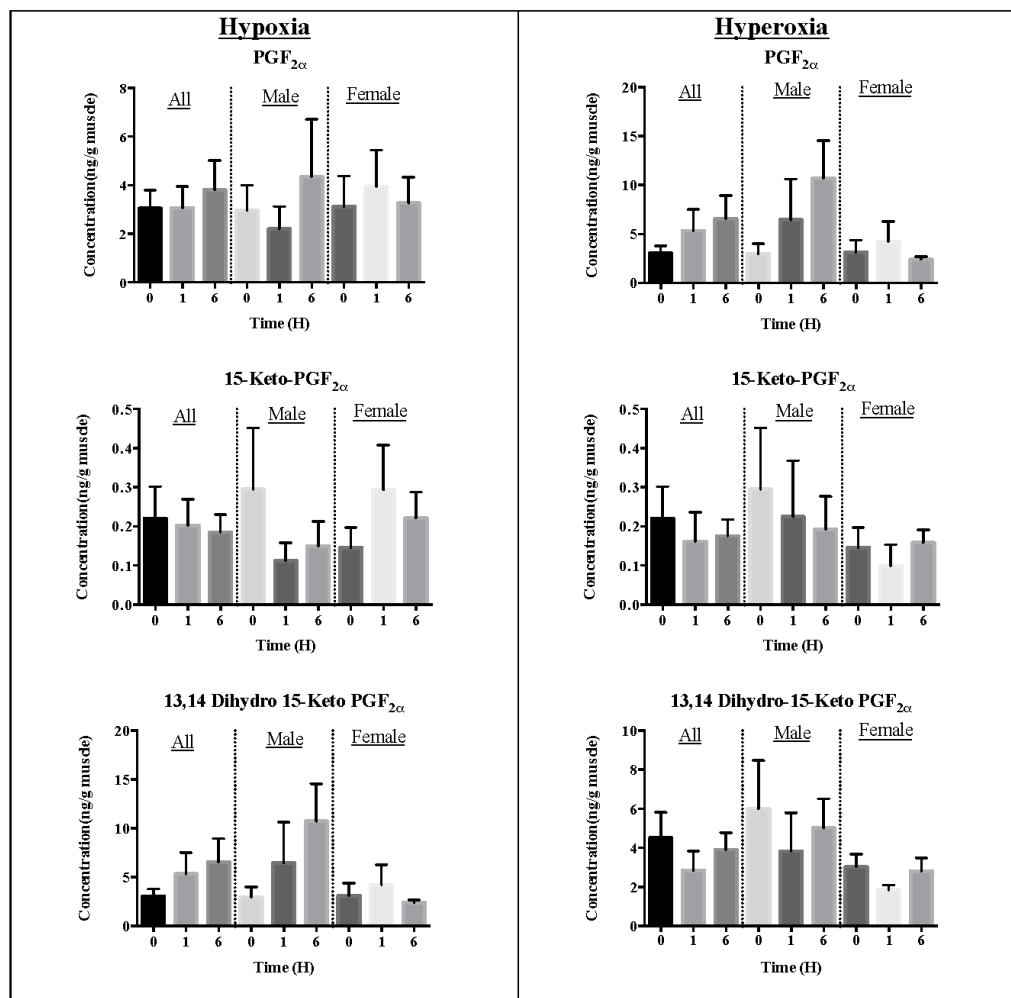 Hypoxia
PGF2α
All
Male
Female
Concentration(ng/g muscle)
8
6
4
2
0
0 1 6 0 1 6 0 1 6
Time (H)
15-Keto-PGF2α
All
Male
Female
Concentration(ng/g muscle)
0.5
0.4
0.3
0.2
0.1
0.0
0 1 6 0 1 6 0 1 6
Time (H)
13,14 Dihydro 15-Keto PGF2α
All
Male
Female
Concentration(ng/g muscle)
20
15
10
5
0
0 1 6 0 1 6 0 1 6
Time (H)
Hyperoxia
PGF2α
All
Male
Female
Concentration(ng/g muscle)
20
15
10
5
0
0 1 6 0 1 6 0 1 6
Time (H)
15-Keto-PGF2α
All
Male
Female
Concentration(ng/g muscle)
0.5
0.4
0.3
0.2
0.1
0.0
0 1 6 0 1 6 0 1 6
Time (H)
13,14 Dihydro-15-Keto PGF2α
All
Male
Female
Concentration(ng/g muscle)
10
8
6
4
2
0
0 1 6 0 1 6 0 1 6
Time (H)